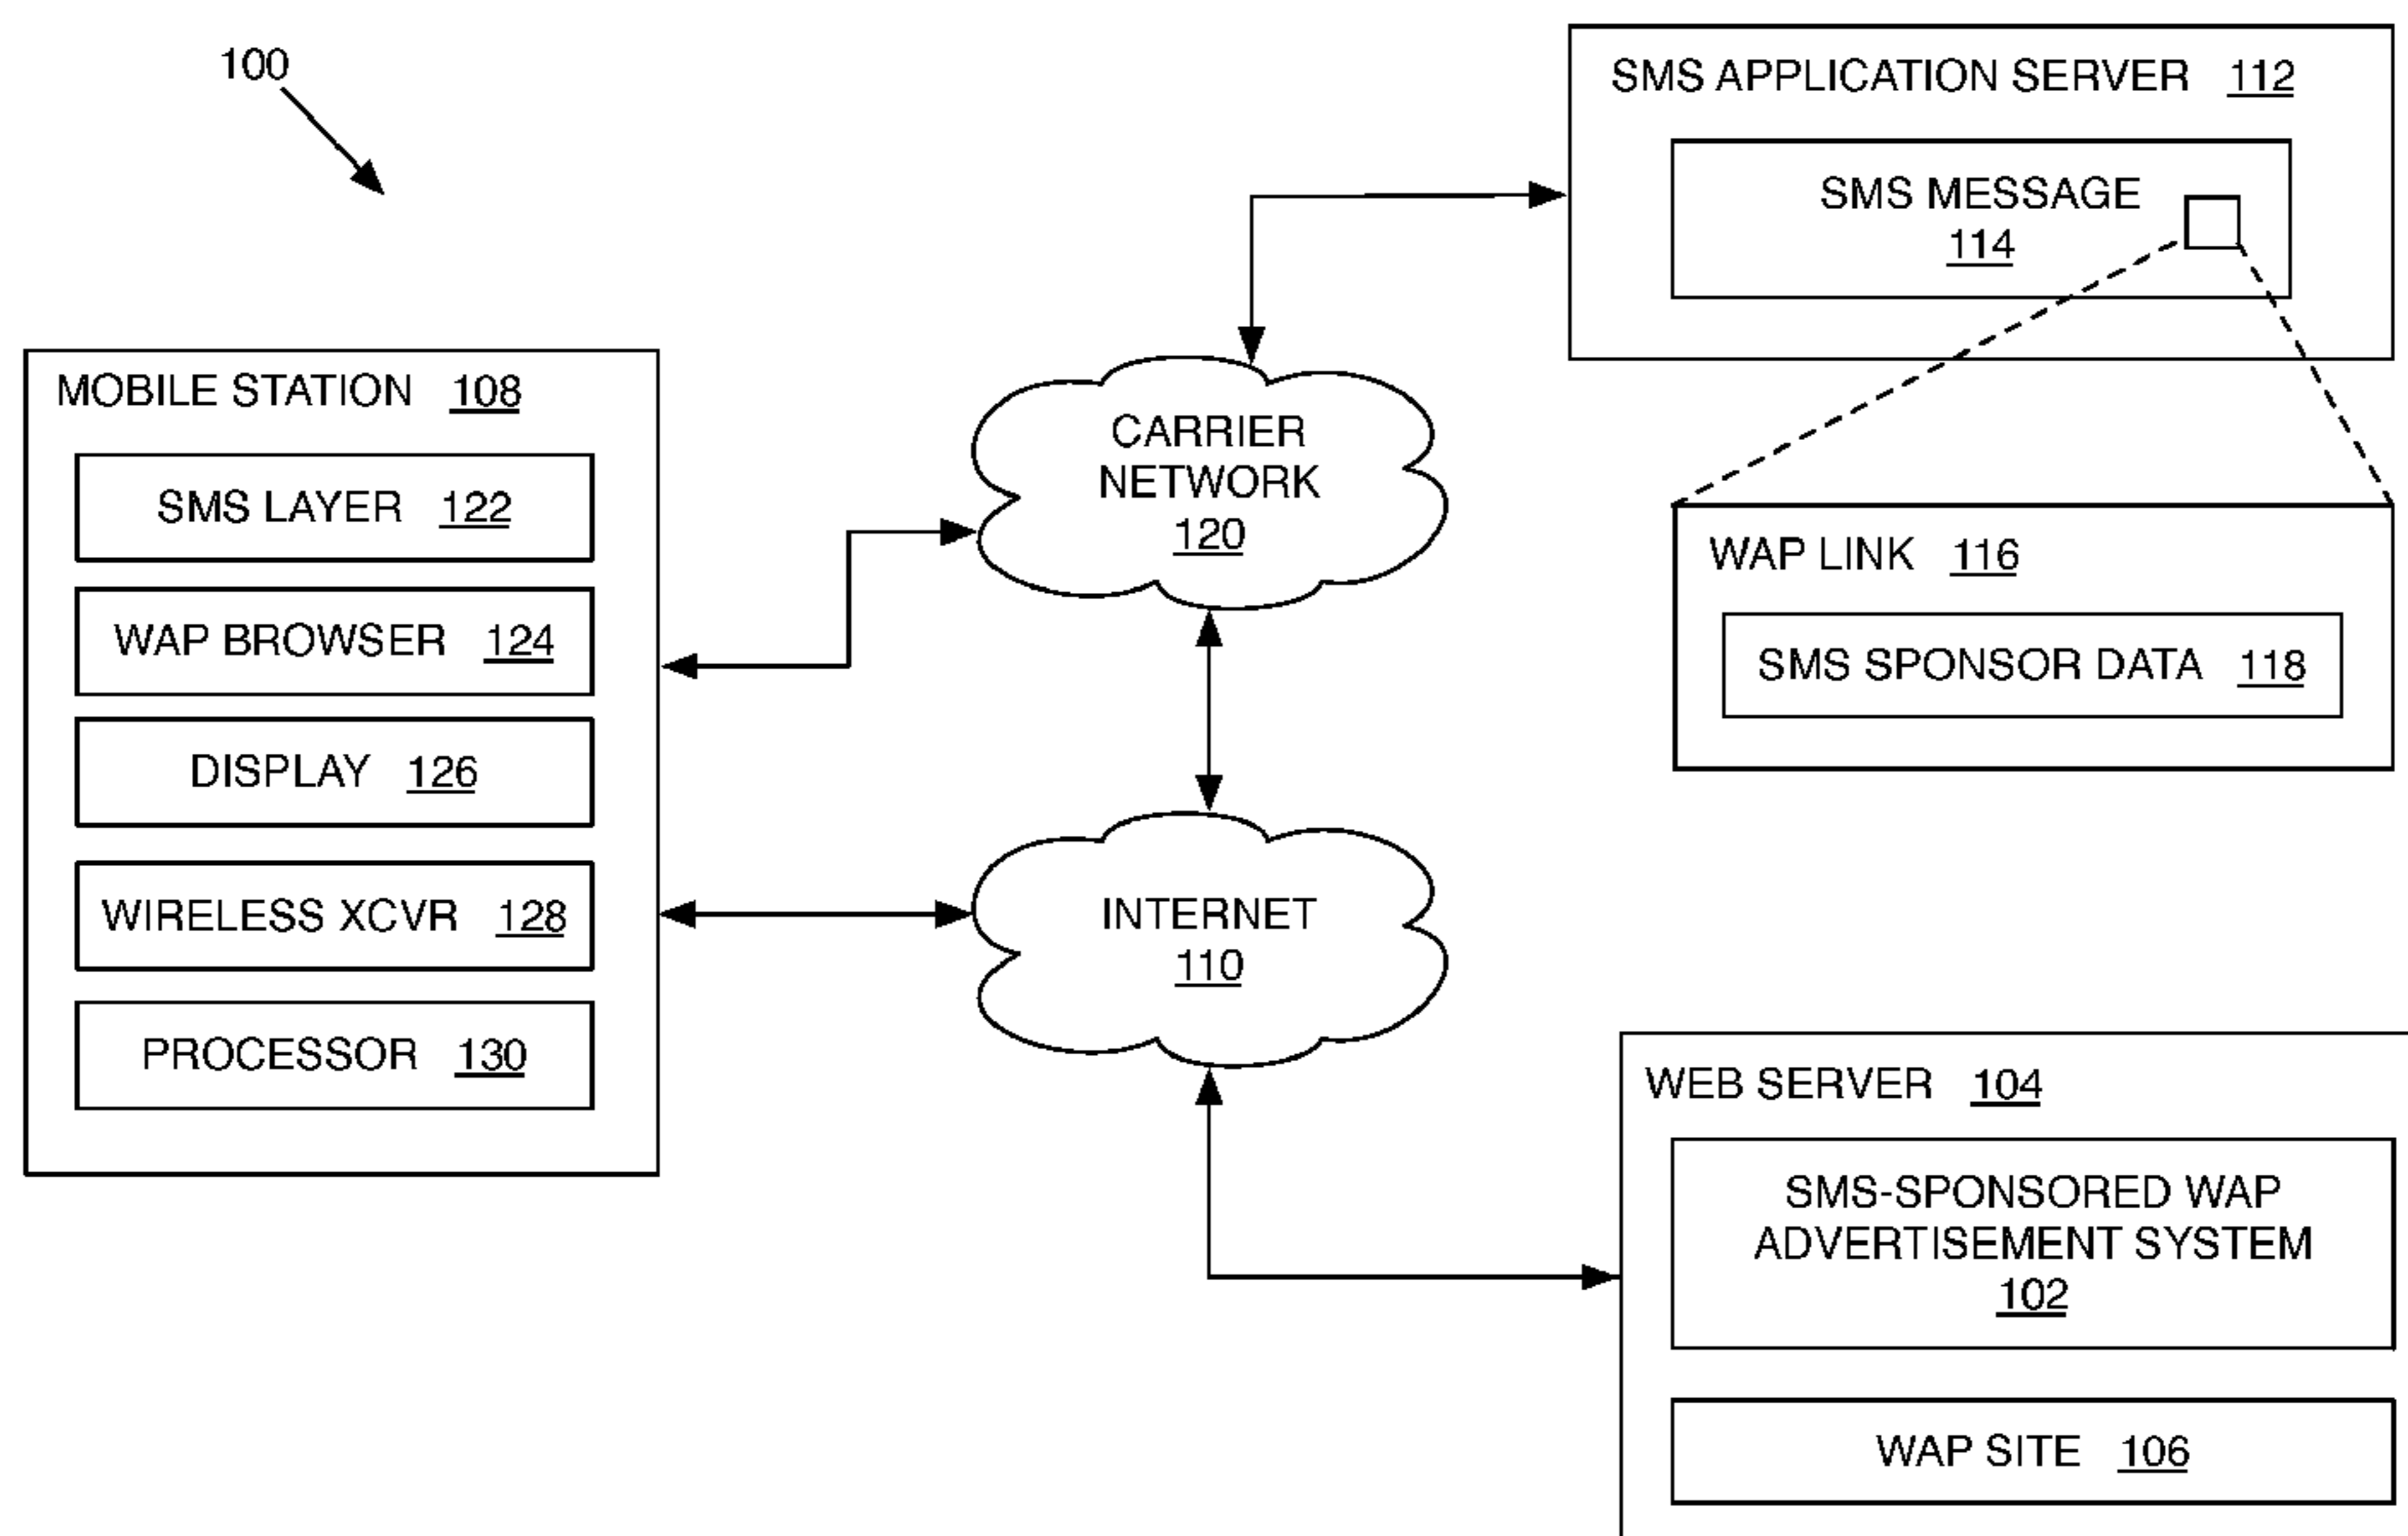 100
SMS APPLICATION SERVER 112
SMS MESSAGE
114
MOBILE STATION 108
SMS LAYER 122
WAP BROWSER 124
DISPLAY 126
WIRELESS XCVR 128
PROCESSOR 130
CARRIER
NETWORK
120
WAP LINK 116
SMS SPONSOR DATA 118
INTERNET
110
WEB SERVER 104
SMS-SPONSORED WAP
ADVERTISEMENT SYSTEM
102
WAP SITE 106